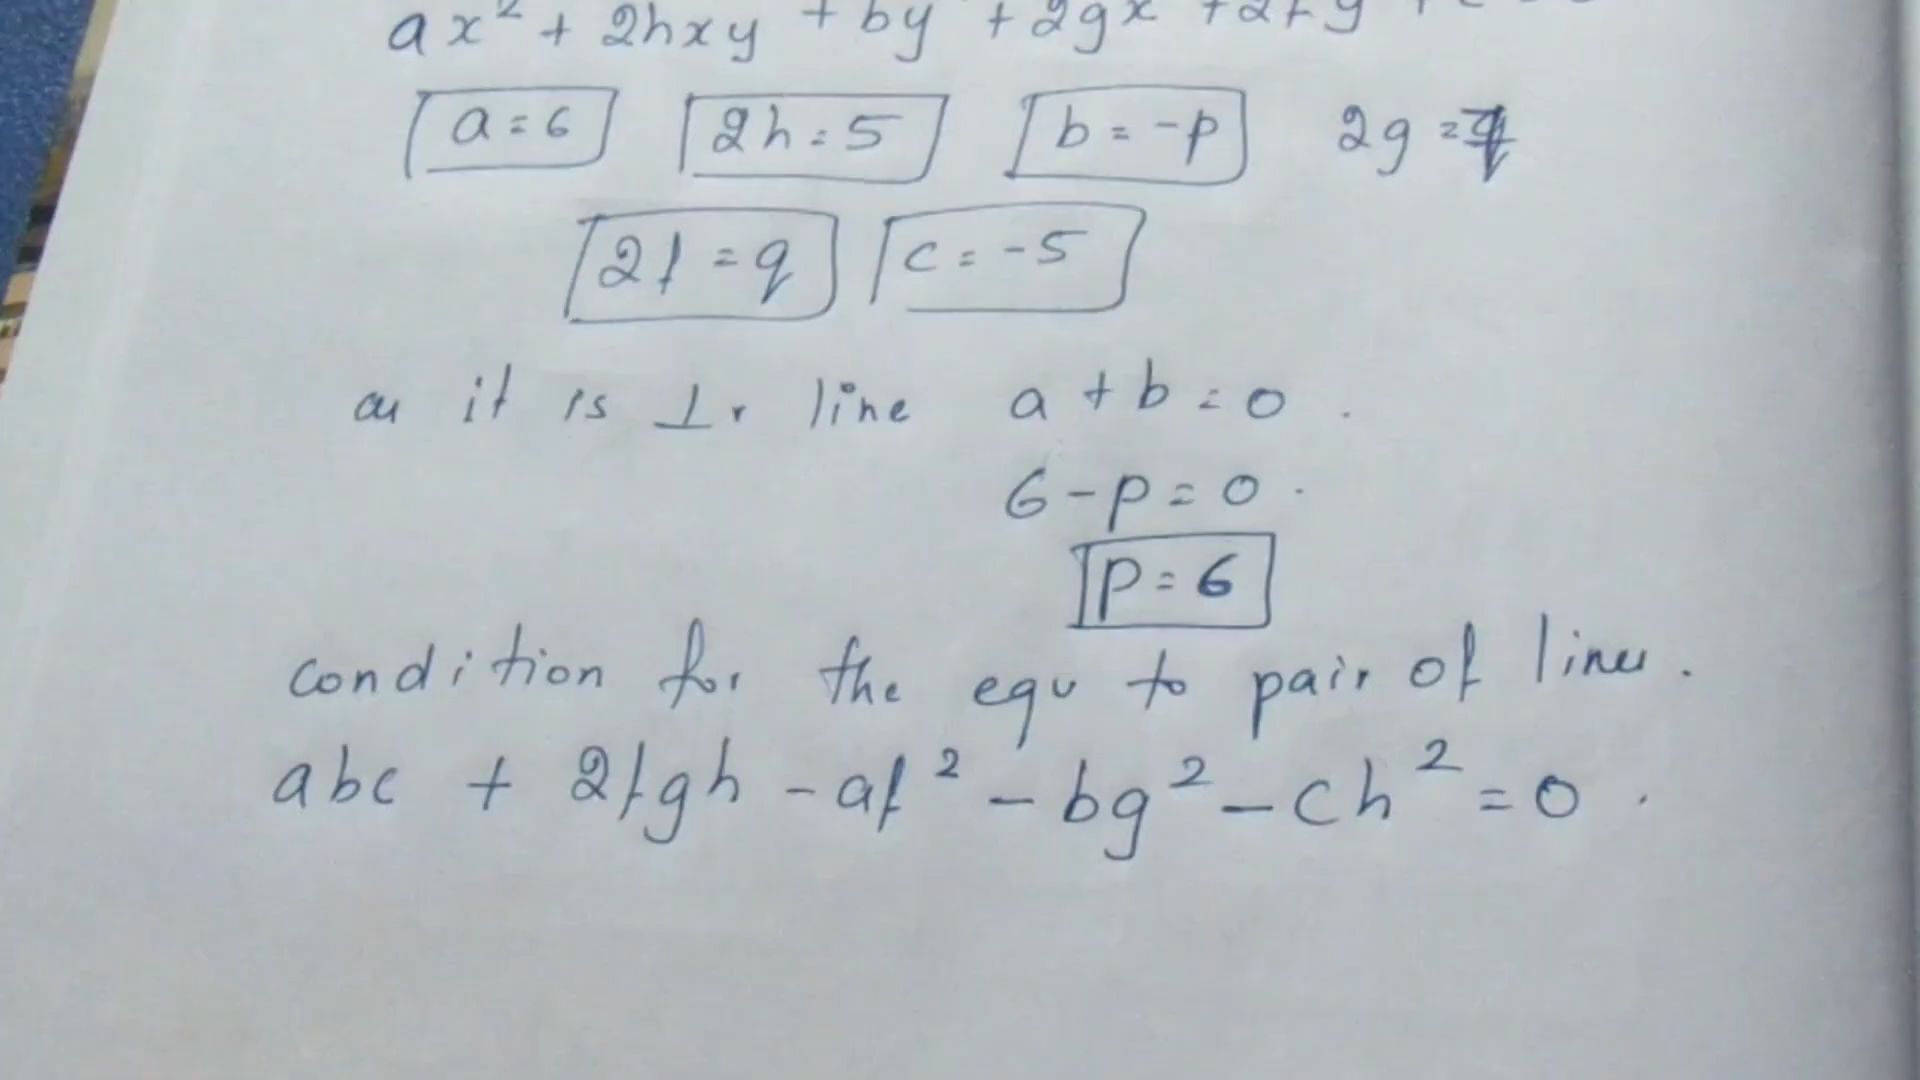 ax² + 2hxy + by + 2gx + 2fy +
a = 6 2h = 5 b = -p 2g =
2f = q c = -5
as it is ⊥r line a + b = 0 .
6 - p = 0 .
p = 6
condition for the equ to pair of lines .
abc + 2fgh - af² - bg² - ch² = 0 .